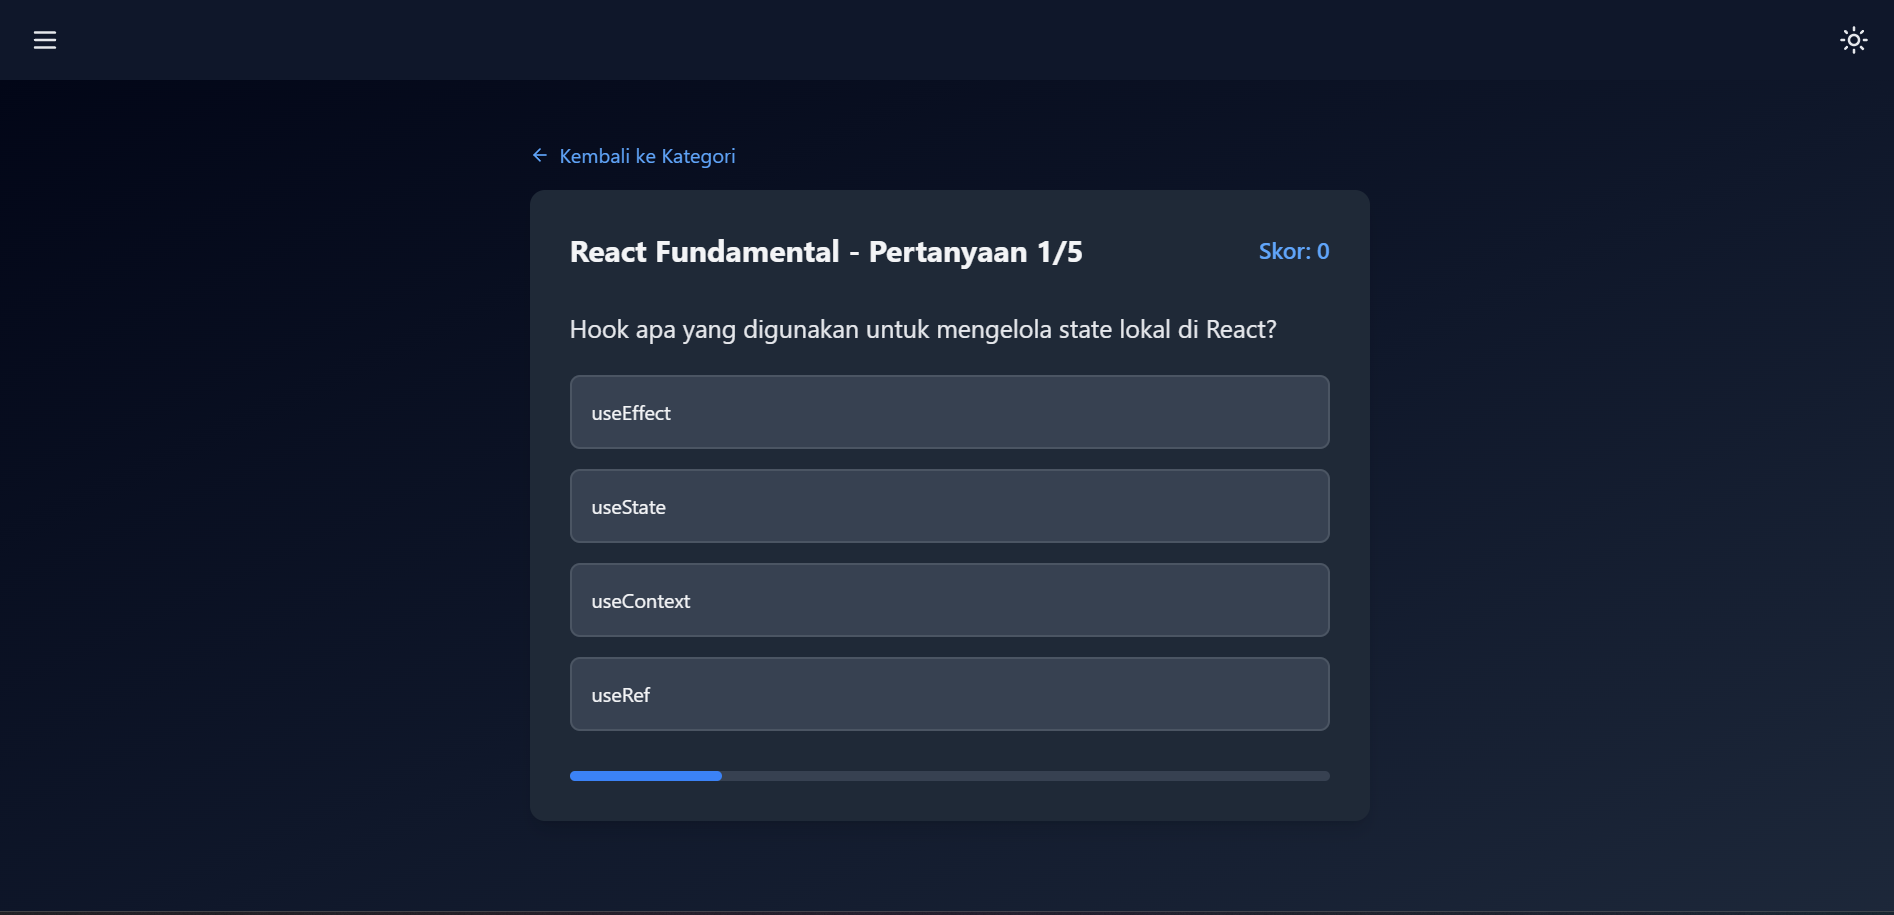 Kembali ke Kategori
React Fundamental - Pertanyaan 1/5
Skor: 0
Hook apa yang digunakan untuk mengelola state lokal di React?
useEffect
useState
useContext
useRef